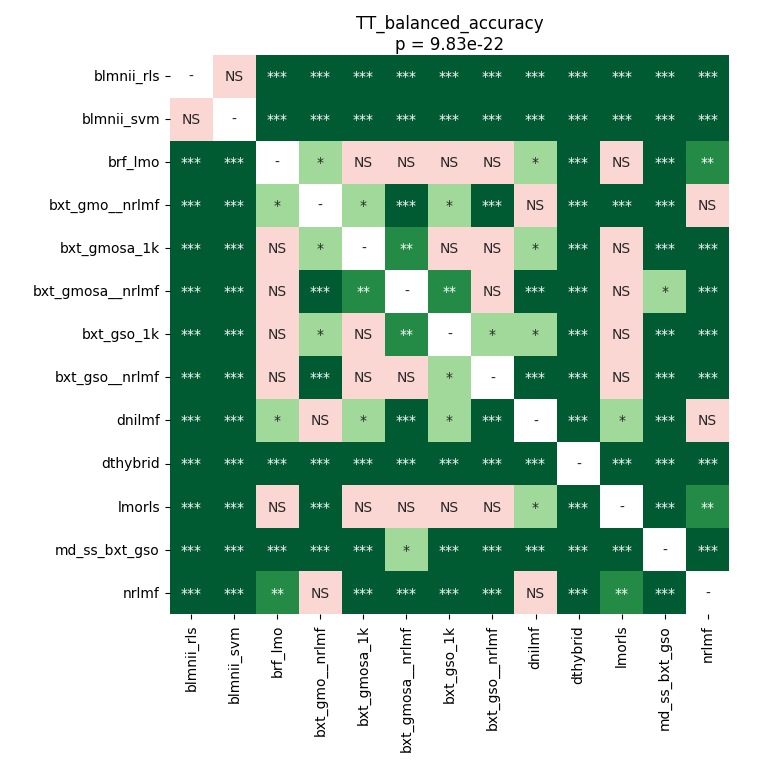 TT_balanced_accuracy
p = 9.83e-22
blmnii_rls - NS *** *** *** *** *** *** *** *** *** *** ***
blmnii_svm NS - *** *** *** *** *** *** *** *** *** *** ***
brf_lmo *** *** - * NS NS NS NS * *** NS *** **
bxt_gmo__nrlmf *** *** * - * *** * *** NS *** *** *** NS
bxt_gmosa_1k *** *** NS * - ** NS NS * *** NS *** ***
bxt_gmosa__nrlmf *** *** NS *** ** - ** NS *** *** NS * ***
bxt_gso_1k *** *** NS * NS ** - * * *** NS *** ***
bxt_gso__nrlmf *** *** NS *** NS NS * - *** *** NS *** ***
dnilmf *** *** * NS * *** * *** - *** * *** NS
dthybrid *** *** *** *** *** *** *** *** *** - *** *** ***
lmorls *** *** NS *** NS NS NS NS * *** - *** **
md_ss_bxt_gso *** *** *** *** *** * *** *** *** *** *** - ***
nrlmf *** *** ** NS *** *** *** *** NS *** ** *** -
blmnii_rls
blmnii_svm
brf_lmo
bxt_gmo__nrlmf
bxt_gmosa_1k
bxt_gmosa__nrlmf
bxt_gso_1k
bxt_gso__nrlmf
dnilmf
dthybrid
lmorls
md_ss_bxt_gso
nrlmf